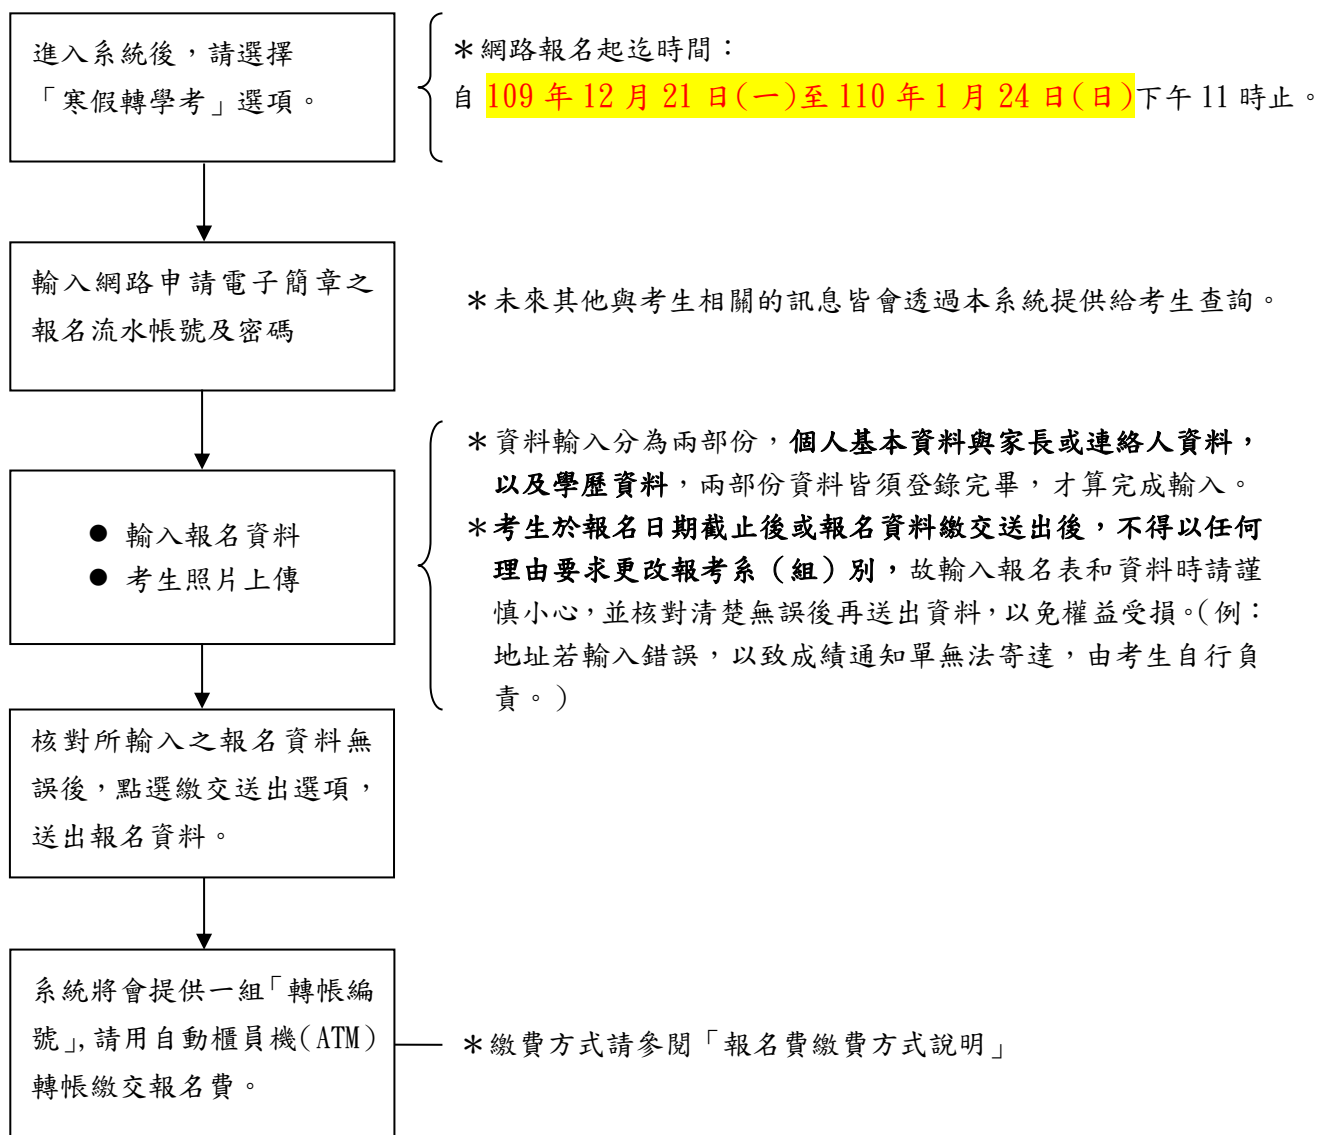 進入系統後，請選擇
「寒假轉學考」選項。
＊網路報名起迄時間：
自 109 年 12 月 21 日(一)至 110 年 1 月 24 日(日)下午 11 時止。
輸入網路申請電子簡章之
報名流水帳號及密碼
＊未來其他與考生相關的訊息皆會透過本系統提供給考生查詢。
● 輸入報名資料
● 考生照片上傳
＊資料輸入分為兩部份，個人基本資料與家長或連絡人資料，
以及學歷資料，兩部份資料皆須登錄完畢，才算完成輸入。
＊考生於報名日期截止後或報名資料繳交送出後，不得以任何
理由要求更改報考系（組）別，故輸入報名表和資料時請謹
慎小心，並核對清楚無誤後再送出資料，以免權益受損。(例：
地址若輸入錯誤，以致成績通知單無法寄達，由考生自行負
責。)
核對所輸入之報名資料無
誤後，點選繳交送出選項，
送出報名資料。
系統將會提供一組「轉帳編
號」,請用自動櫃員機(ATM)
轉帳繳交報名費。
＊繳費方式請參閱「報名費繳費方式說明」